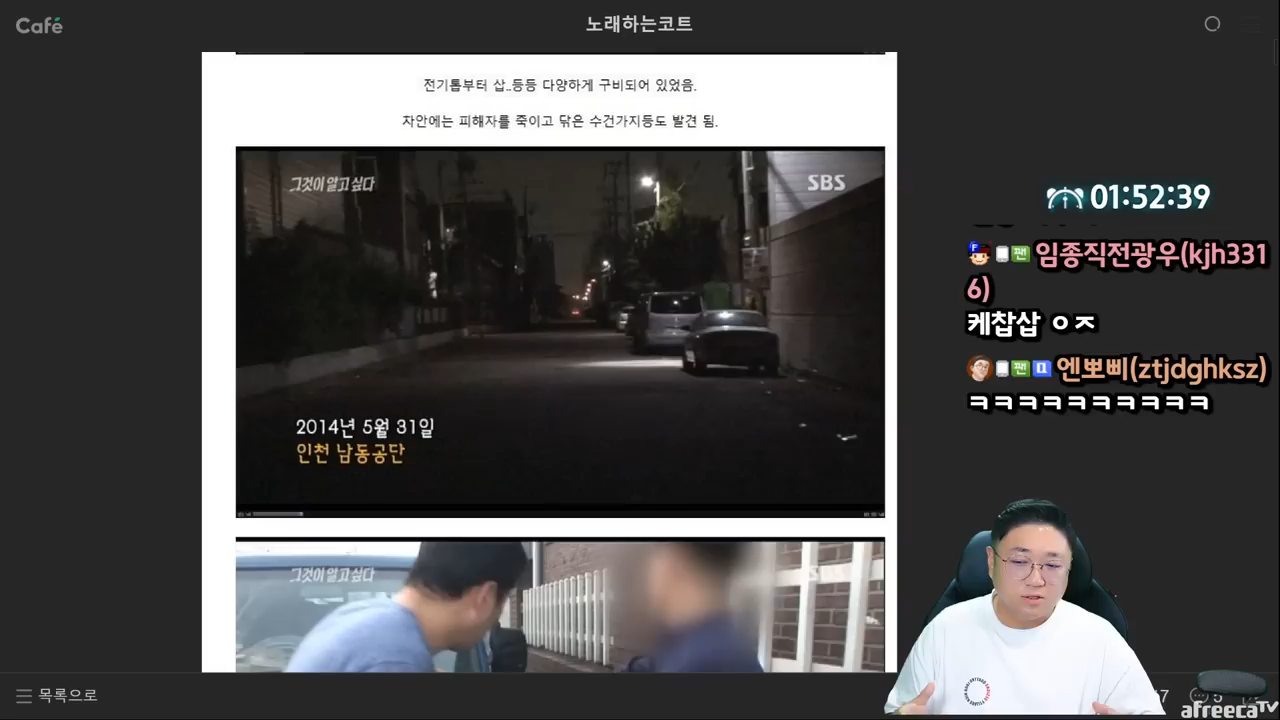 Café
노래하는코트
전기톱부터 삽..등등 다양하게 구비되어 있었음.
차안에는 피해자를 죽이고 닦은 수건가지등도 발견 됨.
그것이 알고 싶다
SBS
2014년 5월 31일
인천 남동공단
그것이 알고 싶다
01:52:39
F 팬 임종직전광우(kjh331
6)
케찹삽 ㅇㅈ
팬 엔뽀삐(ztjdghksz)
ㅋㅋㅋㅋㅋㅋㅋㅋㅋㅋ
목록으로
afreecaTV